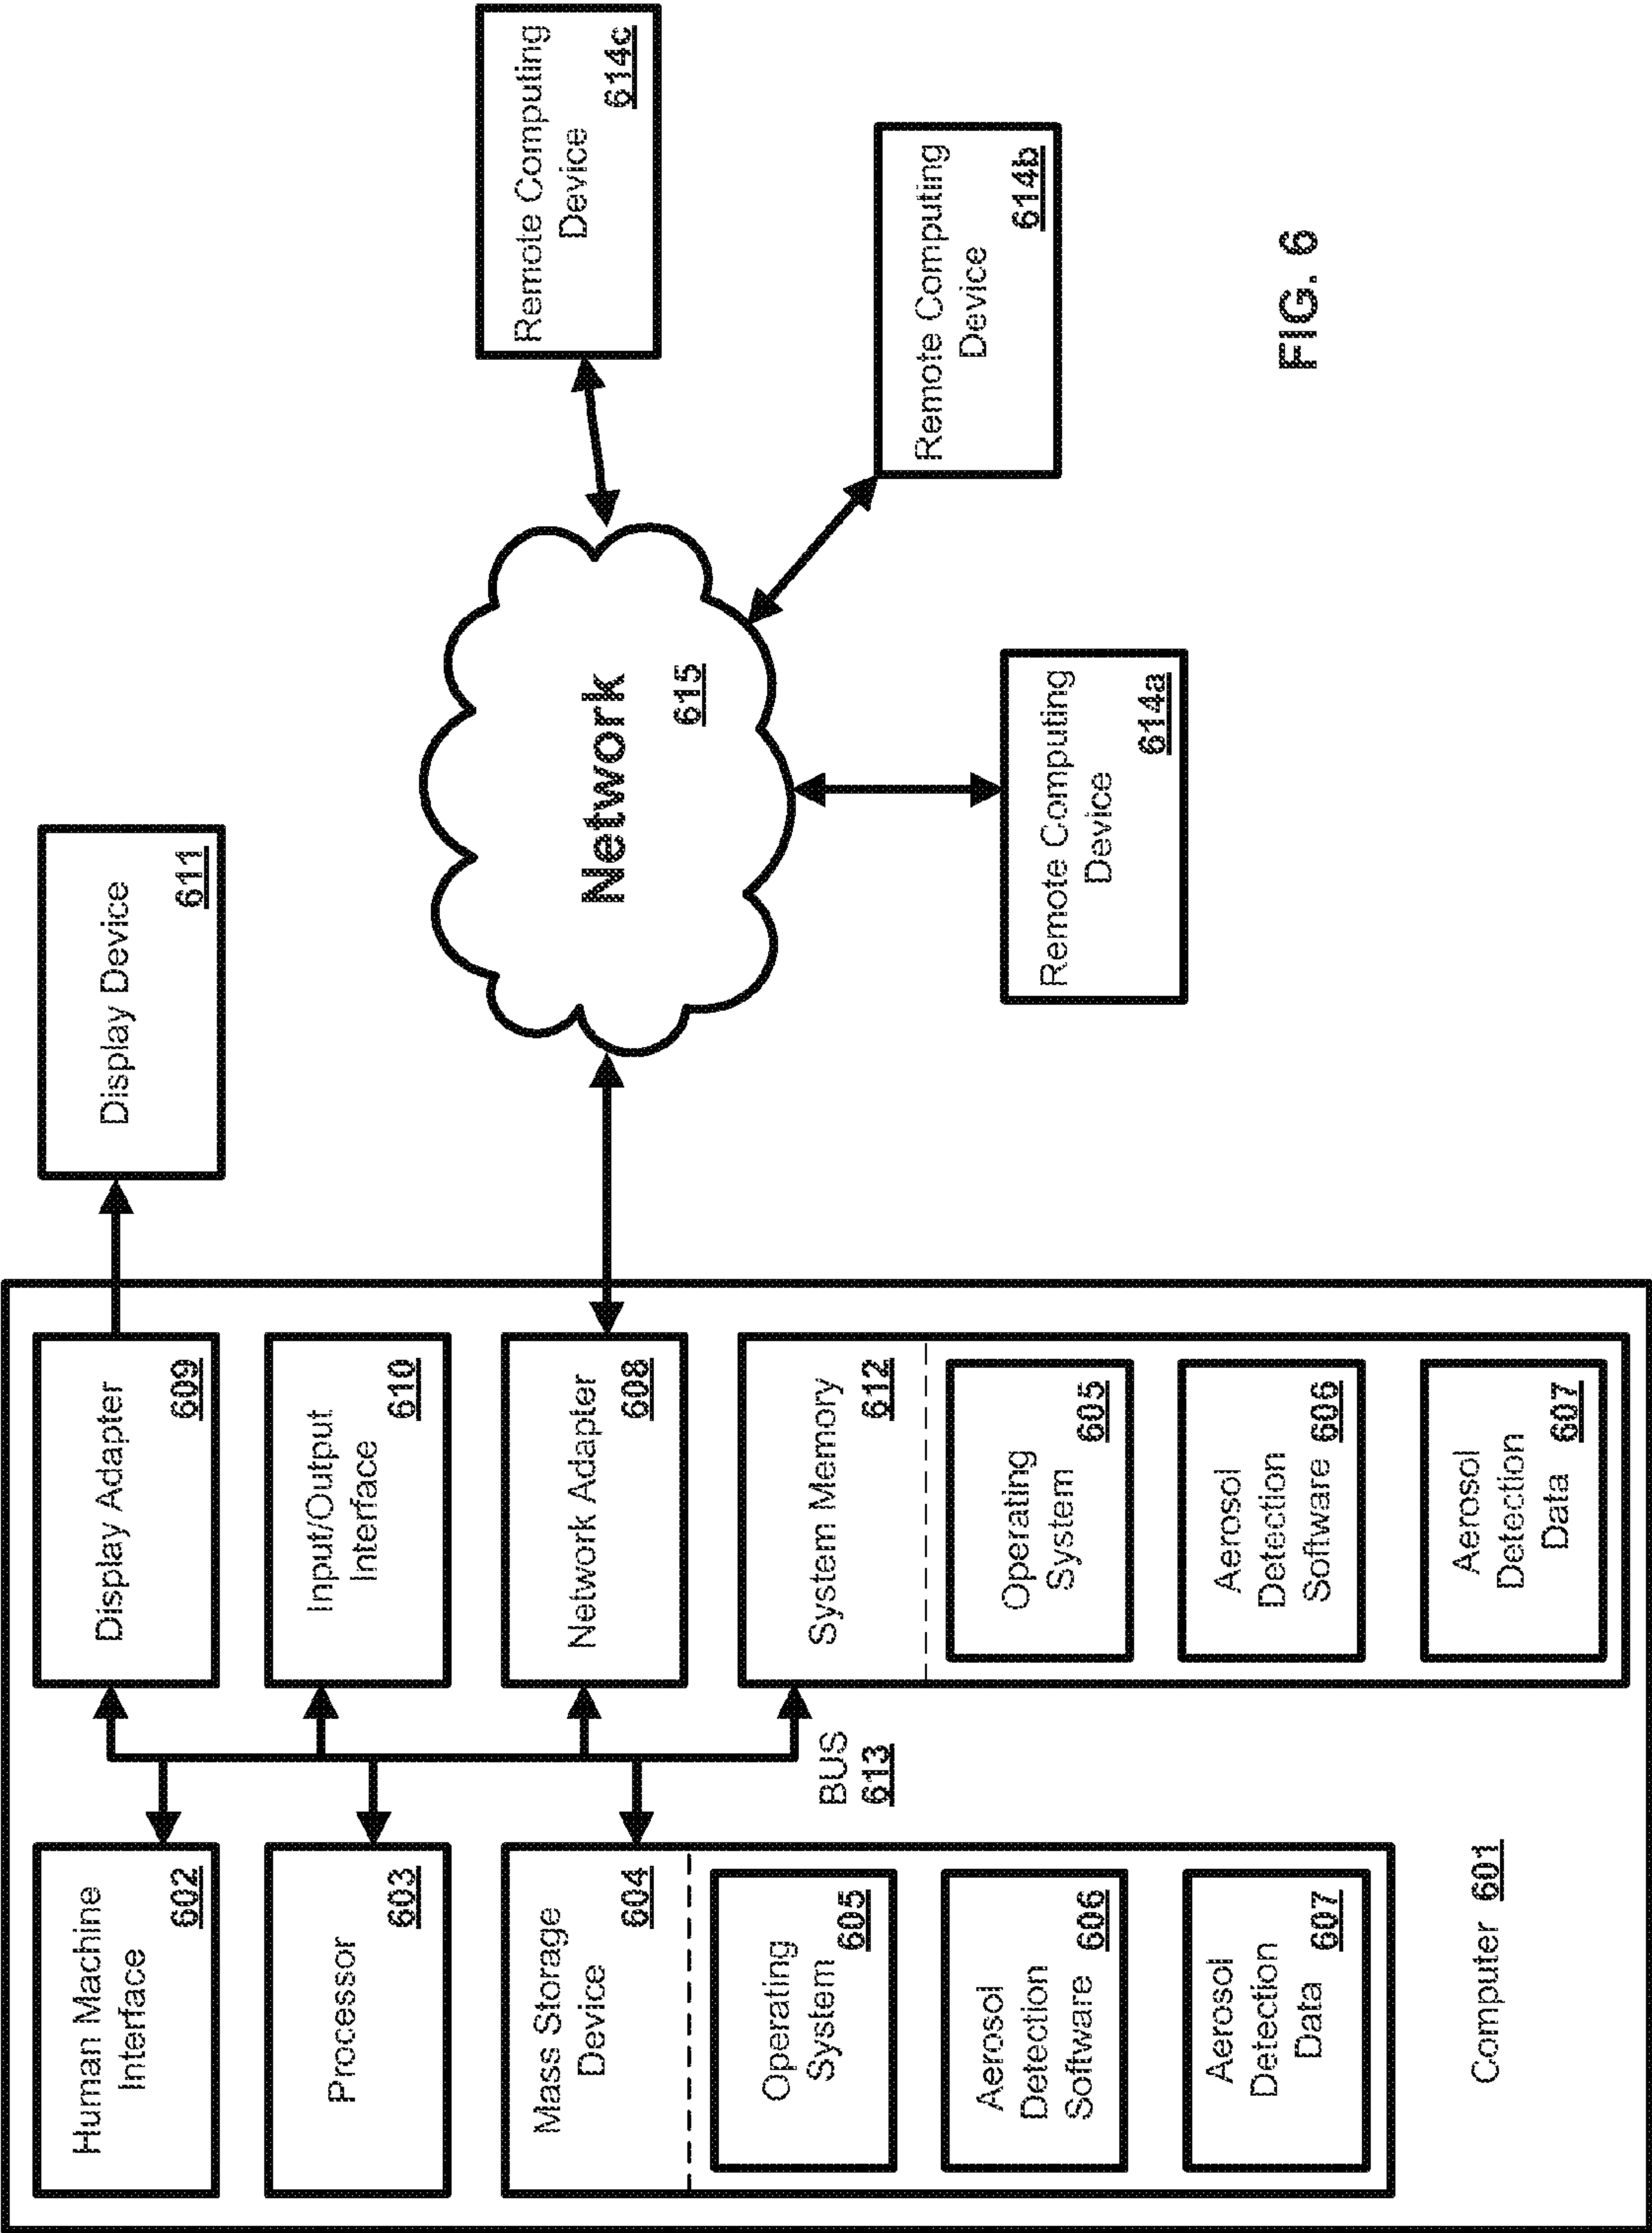 Human Machine
Interface
602
Processor
603
Mass Storage
Device
604
Operating
System
605
Aerosol
Detection
Software
606
Aerosol
Detection
Data
607
Computer 601
BUS
613
Display Adapter
609
Input/Output
Interface
610
Network Adapter
608
System Memory
612
Operating
System
605
Aerosol
Detection
Software
606
Aerosol
Detection
Data
607
Display Device
611
Network
615
Remote Computing
Device
614a
Remote Computing
Device
614b
Remote Computing
Device
614c
FIG. 6